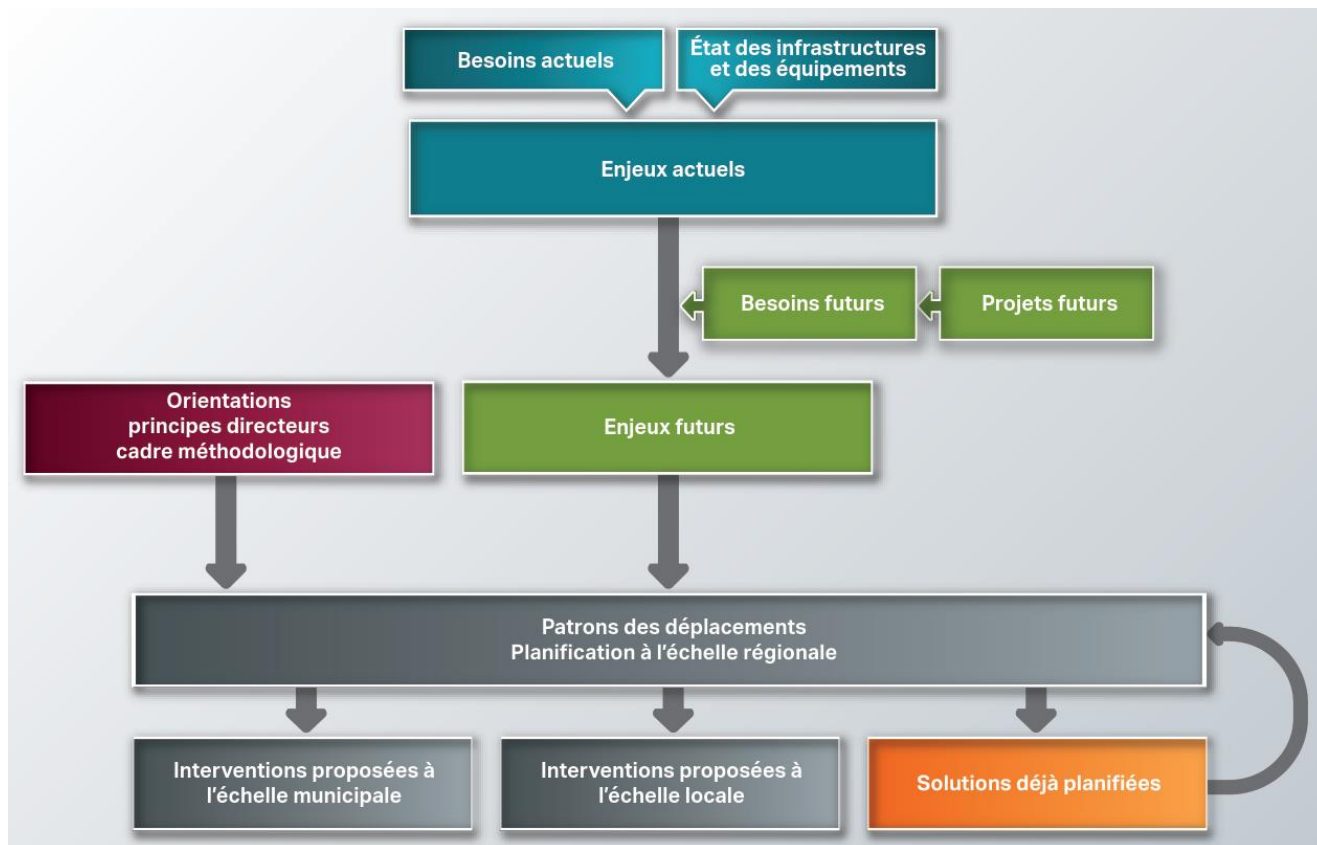 Besoins actuels
État des infrastructures
et des équipements
Enjeux actuels
Besoins futurs
Projets futurs
Orientations
principes directeurs
cadre méthodologique
Enjeux futurs
Patrons des déplacements
Planification à l'échelle régionale
Interventions proposées à
l'échelle municipale
Interventions proposées à
l'échelle locale
Solutions déjà planifiées